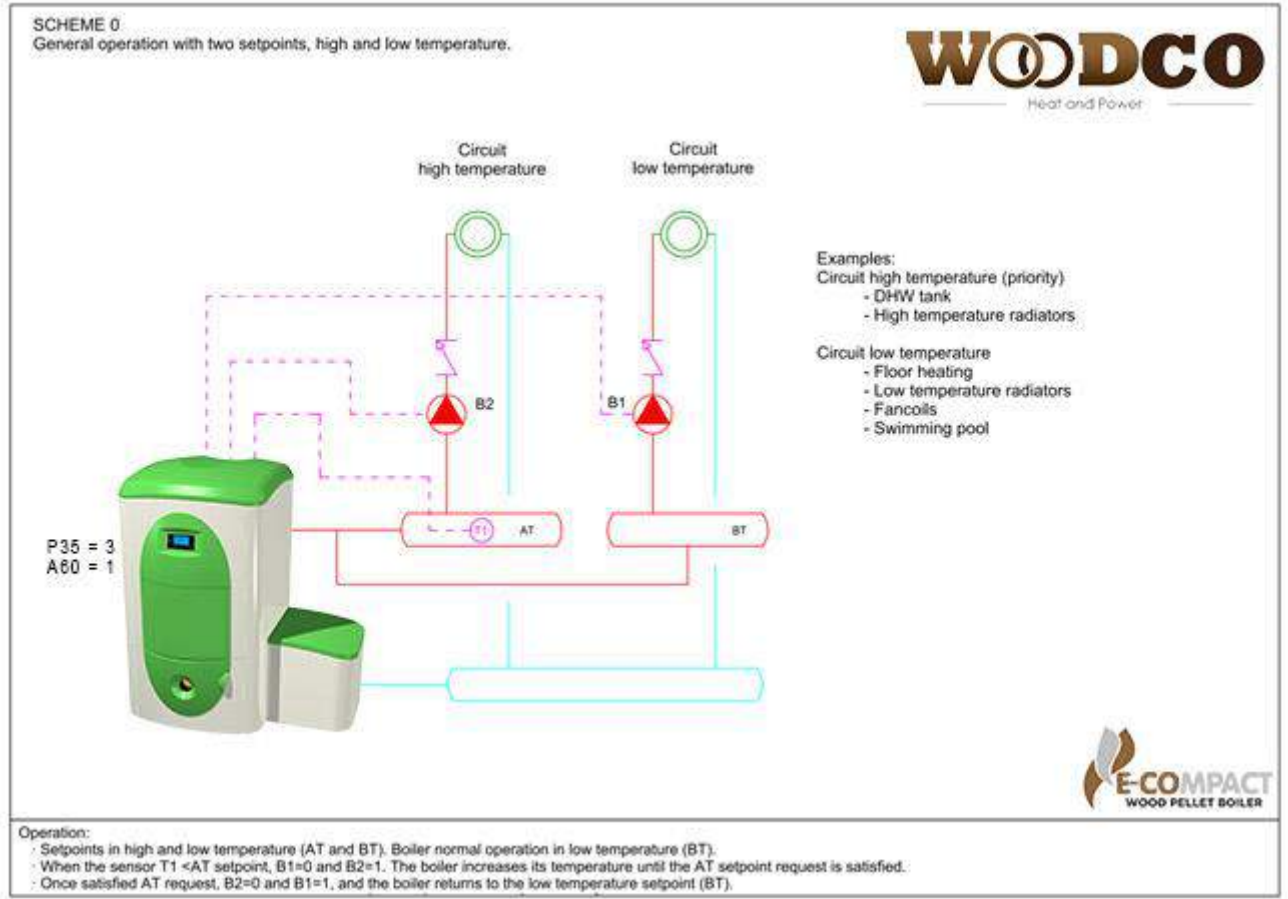 SCHEME 0
General operation with two setpoints, high and low temperature.
WOODCO
Heat and Power
Circuit
high temperature
Circuit
low temperature
Examples:
Circuit high temperature (priority)
- DHW tank
- High temperature radiators
Circuit low temperature
- Floor heating
- Low temperature radiators
- Fancoils
- Swimming pool
B2
B1
T1
AT
BT
P35 = 3
A60 = 1
E-COMPACT
WOOD PELLET BOILER
Operation:
· Setpoints in high and low temperature (AT and BT). Boiler normal operation in low temperature (BT).
· When the sensor T1 <AT setpoint, B1=0 and B2=1. The boiler increases its temperature until the AT setpoint request is satisfied.
· Once satisfied AT request, B2=0 and B1=1, and the boiler returns to the low temperature setpoint (BT).